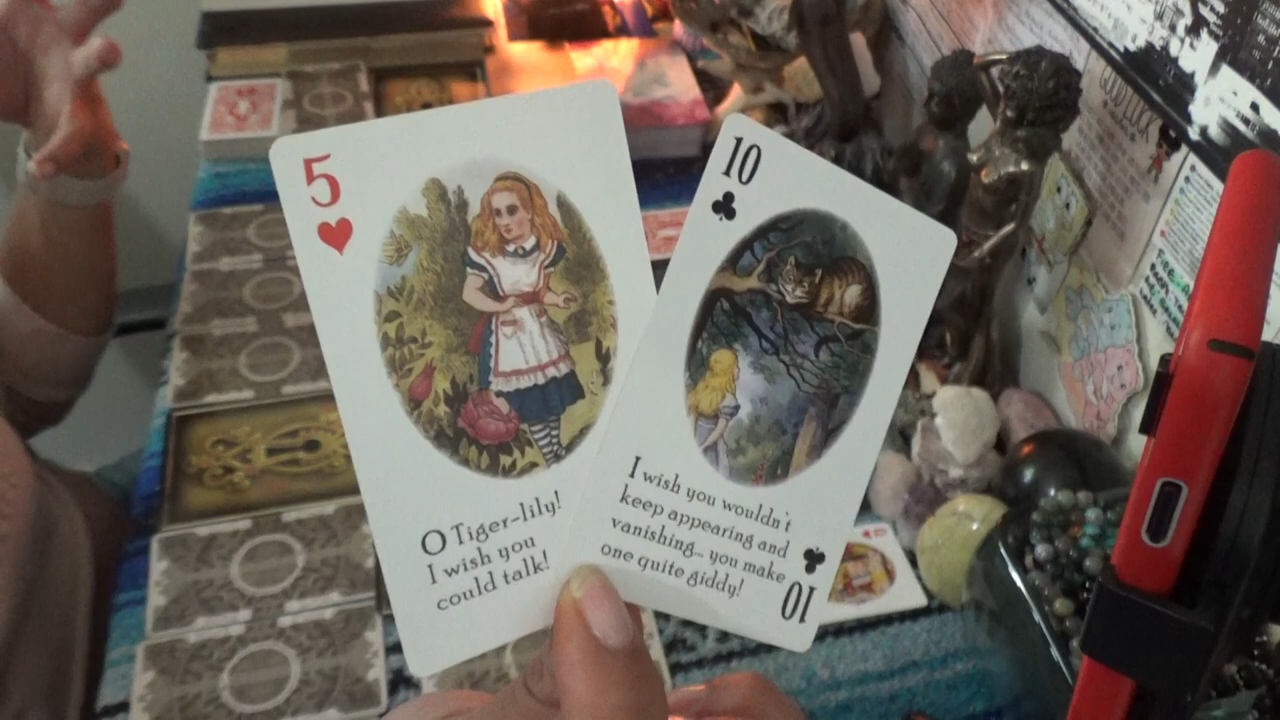 5
O Tiger-lily!
I wish you
could talk!
10
I wish you wouldn't
keep appearing and
vanishing... you make
one quite giddy!
10
GOOD LUCK